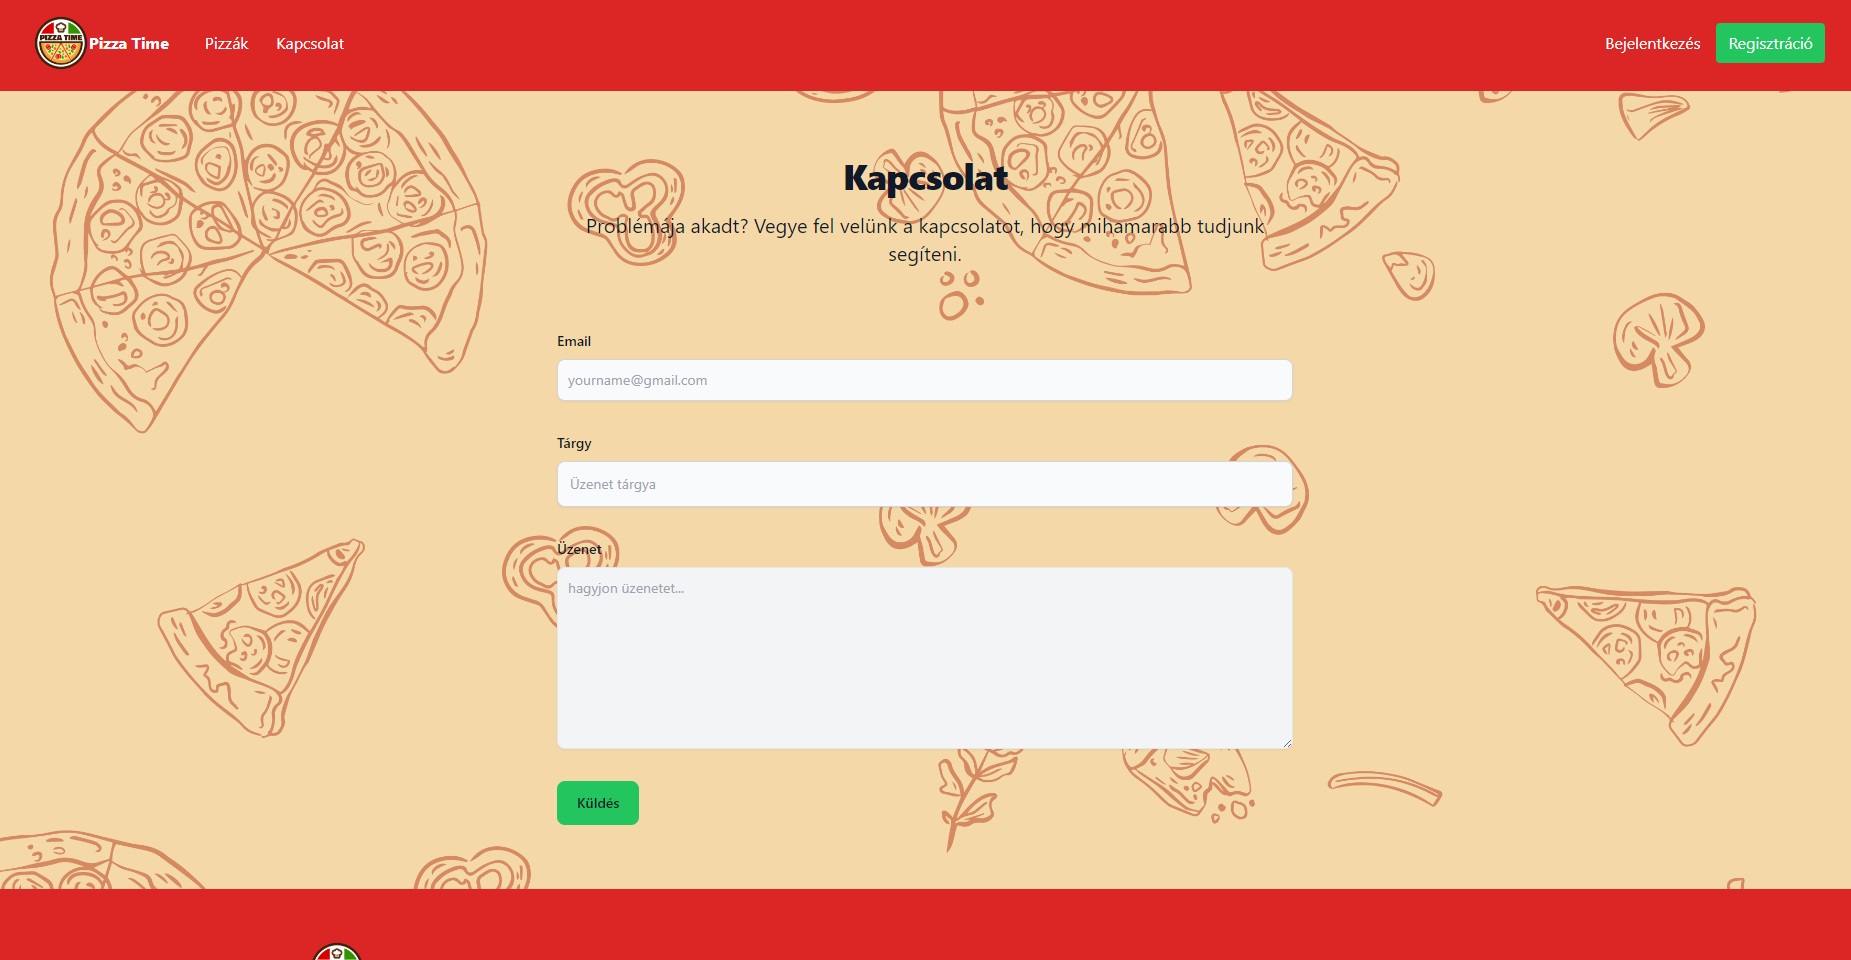 PIZZA TIME
Pizza Time
Pizzák
Kapcsolat
Bejelentkezés
Regisztráció
Kapcsolat
Problémája akadt? Vegye fel velünk a kapcsolatot, hogy mihamarabb tudjunk
segíteni.
Email
yourname@gmail.com
Tárgy
Üzenet tárgya
Üzenet
hagyjon üzenetet...
Küldés